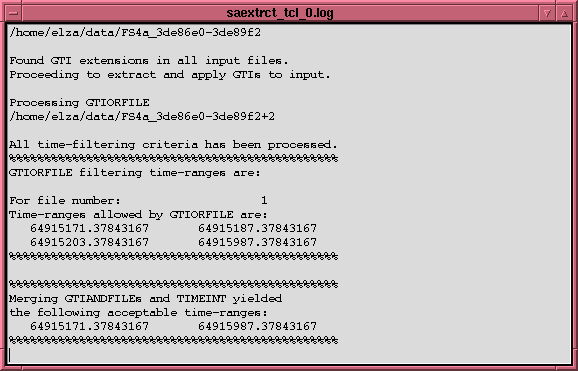 saextrct_tcl_0.log
/home/elza/data/FS4a_3de86e0-3de89f2
Found GTI extensions in all input files.
Proceeding to extract and apply GTIs to input.
Processing GTIORFILE
/home/elza/data/FS4a_3de86e0-3de89f2+2
All time-filtering criteria has been processed.
%%%%%%%%%%%%%%%%%%%%%%%%%%%%%%%%%%%%%%%%%%%%%%%
GTIORFILE filtering time-ranges are:
For file number: 1
Time-ranges allowed by GTIORFILE are:
64915171.37843167 64915187.37843167
64915203.37843167 64915987.37843167
%%%%%%%%%%%%%%%%%%%%%%%%%%%%%%%%%%%%%%%%%%%%%%%
%%%%%%%%%%%%%%%%%%%%%%%%%%%%%%%%%%%%%%%%%%%%%%%
Merging GTIANDFILEs and TIMEINT yielded
the following acceptable time-ranges:
64915171.37843167 64915987.37843167
%%%%%%%%%%%%%%%%%%%%%%%%%%%%%%%%%%%%%%%%%%%%%%%